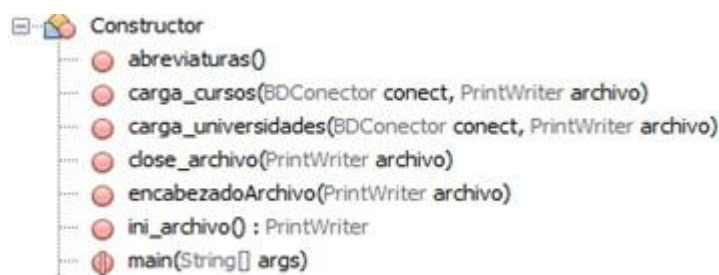 Constructor
abreviaturas()
carga_cursos(BDConector conect, PrintWriter archivo)
carga_universidades(BDConector conect, PrintWriter archivo)
close_archivo(PrintWriter archivo)
encabezadoArchivo(PrintWriter archivo)
ini_archivo() : PrintWriter
main(String[] args)